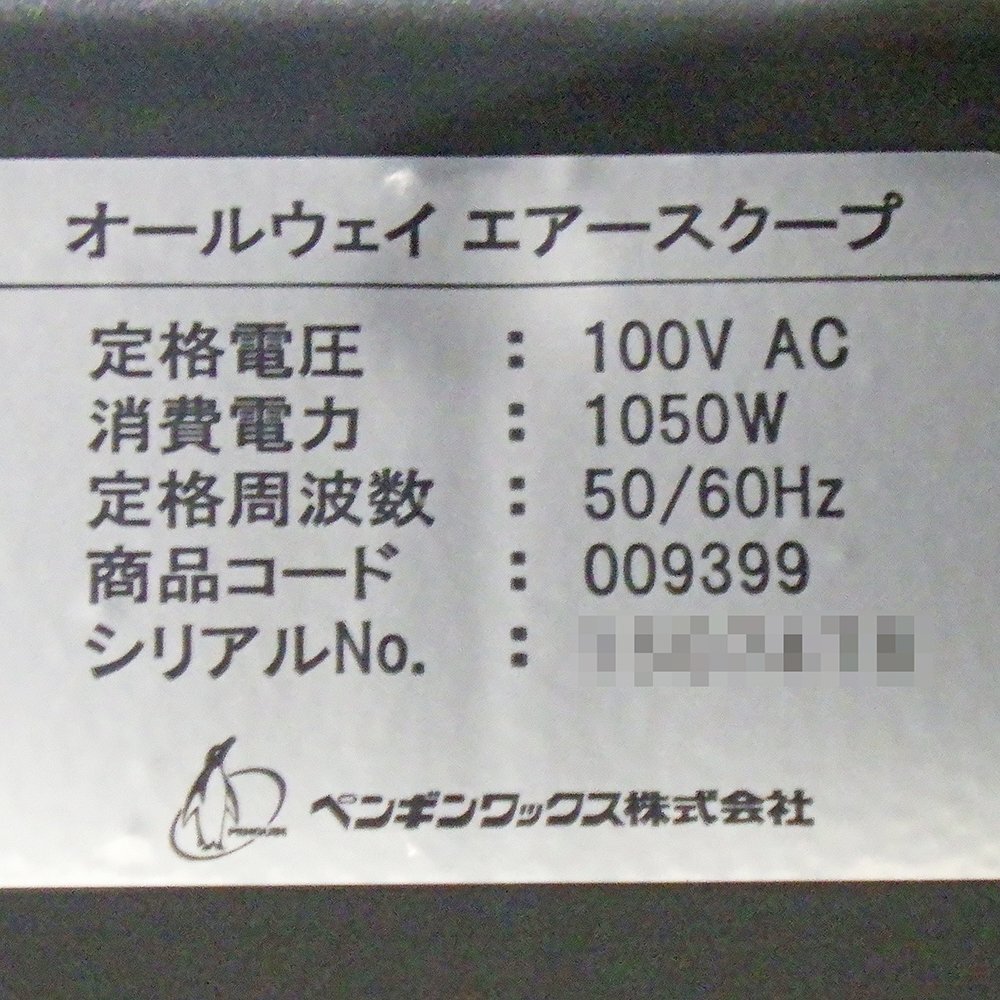 オールウェイ エアースクープ
定格電圧 : 100V AC
消費電力 : 1050W
定格周波数 : 50/60Hz
商品コード : 009399
シリアルNo. :
PENGUIN
ペンギンワックス株式会社